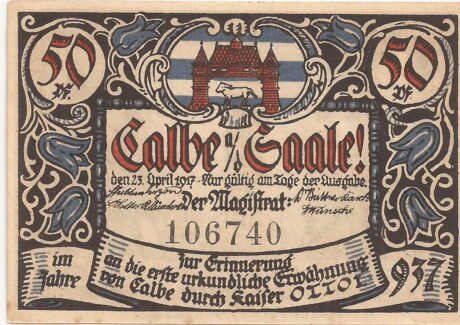 50 Pf. 50 Pf.
Calbe a/d Saale!
den 23. April 1917 · Nur gültig am Tage der Ausgabe.
Der Magistrat:
106740
im Jahre
Zur Erinnerung
an die erste urkundliche Erwähnung
von Calbe durch Kaiser OTTO I.
937